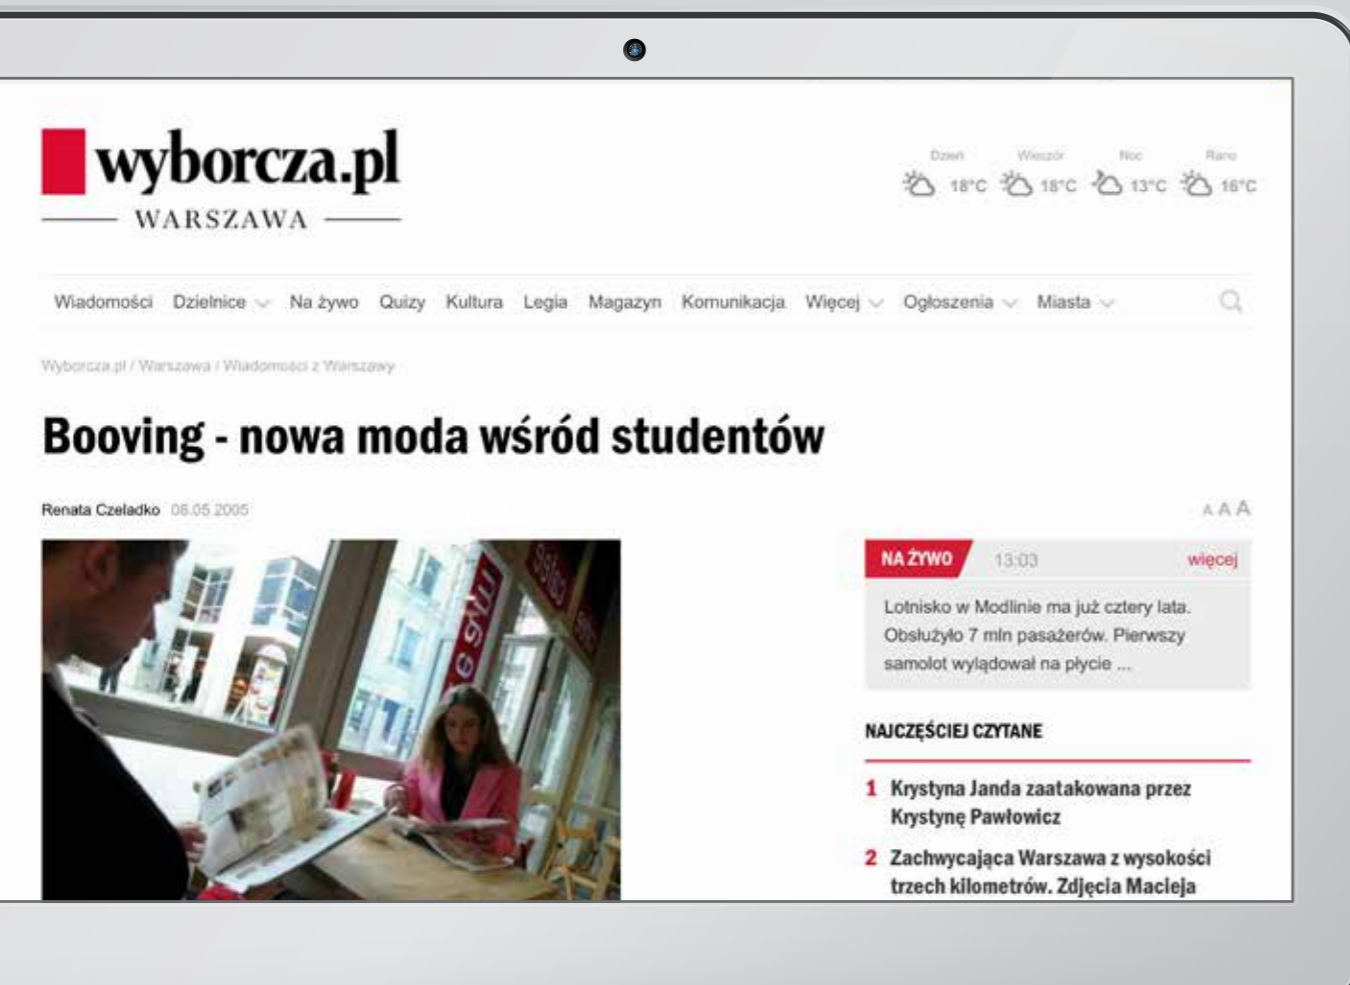 wyborcza.pl
WARSZAWA
Dzień Wieczór Noc Rano
18°C 18°C 13°C 16°C
Wiadomości Dzielnice Na żywo Quizy Kultura Legia Magazyn Komunikacja Więcej Ogłoszenia Miasta
Wyborcza.pl / Warszawa / Wiadomości z Warszawy
Booving - nowa moda wśród studentów
Renata Czeladko 06.05.2005
A A A
NA ŻYWO 13:03 więcej
Lotnisko w Modlinie ma już cztery lata.
Obsłużyło 7 mln pasażerów. Pierwszy
samolot wylądował na płycie ...
NAJCZĘŚCIEJ CZYTANE
1 Krystyna Janda zaatakowana przez
Krystynę Pawłowicz
2 Zachwycająca Warszawa z wysokości
trzech kilometrów. Zdjęcia Macieja